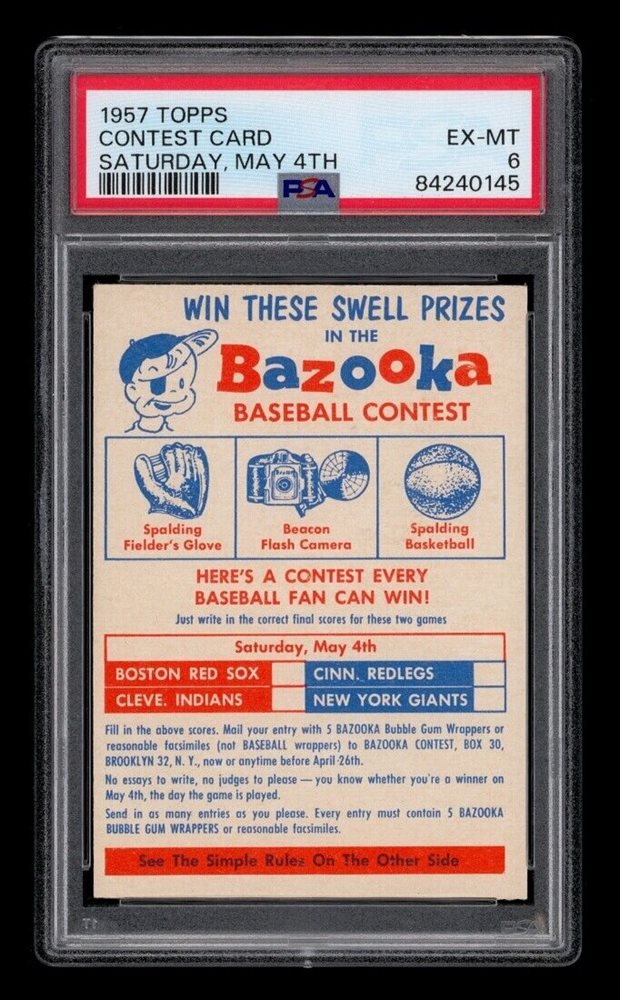 1957 TOPPS
CONTEST CARD
EX-MT
SATURDAY, MAY 4TH
6
PSA
84240145
WIN THESE SWELL PRIZES
IN THE
Bazooka
BASEBALL CONTEST
Spalding
Fielder's Glove
Beacon
Flash Camera
Spalding
Basketball
HERE'S A CONTEST EVERY
BASEBALL FAN CAN WIN!
Just write in the correct final scores for these two games
Saturday, May 4th
BOSTON RED SOX
CINN. REDLEGS
CLEVE. INDIANS
NEW YORK GIANTS
Fill in the above scores. Mail your entry with 5 BAZOOKA Bubble Gum Wrappers or
reasonable facsimiles (not BASEBALL wrappers) to BAZOOKA CONTEST, BOX 30,
BROOKLYN 32, N. Y., now or anytime before April 26th.
No essays to write, no judges to please — you know whether you're a winner on
May 4th, the day the game is played.
Send in as many entries as you please. Every entry must contain 5 BAZOOKA
BUBBLE GUM WRAPPERS or reasonable facsimiles.
See The Simple Rules On The Other Side
PSA